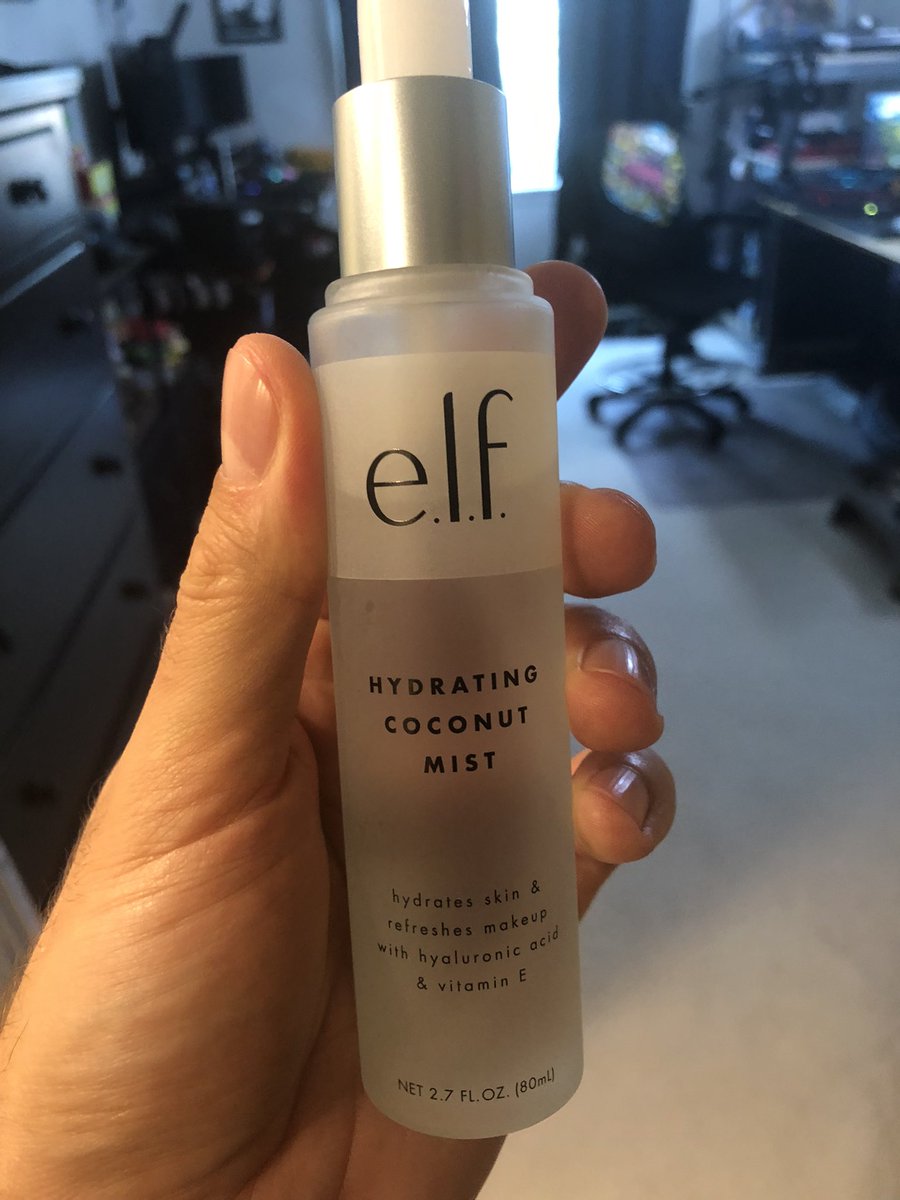 e.l.f.
HYDRATING
COCONUT
MIST
hydrates skin &
refreshes makeup
with hyaluronic acid
& vitamin E
NET 2.7 FL.OZ. (80mL)